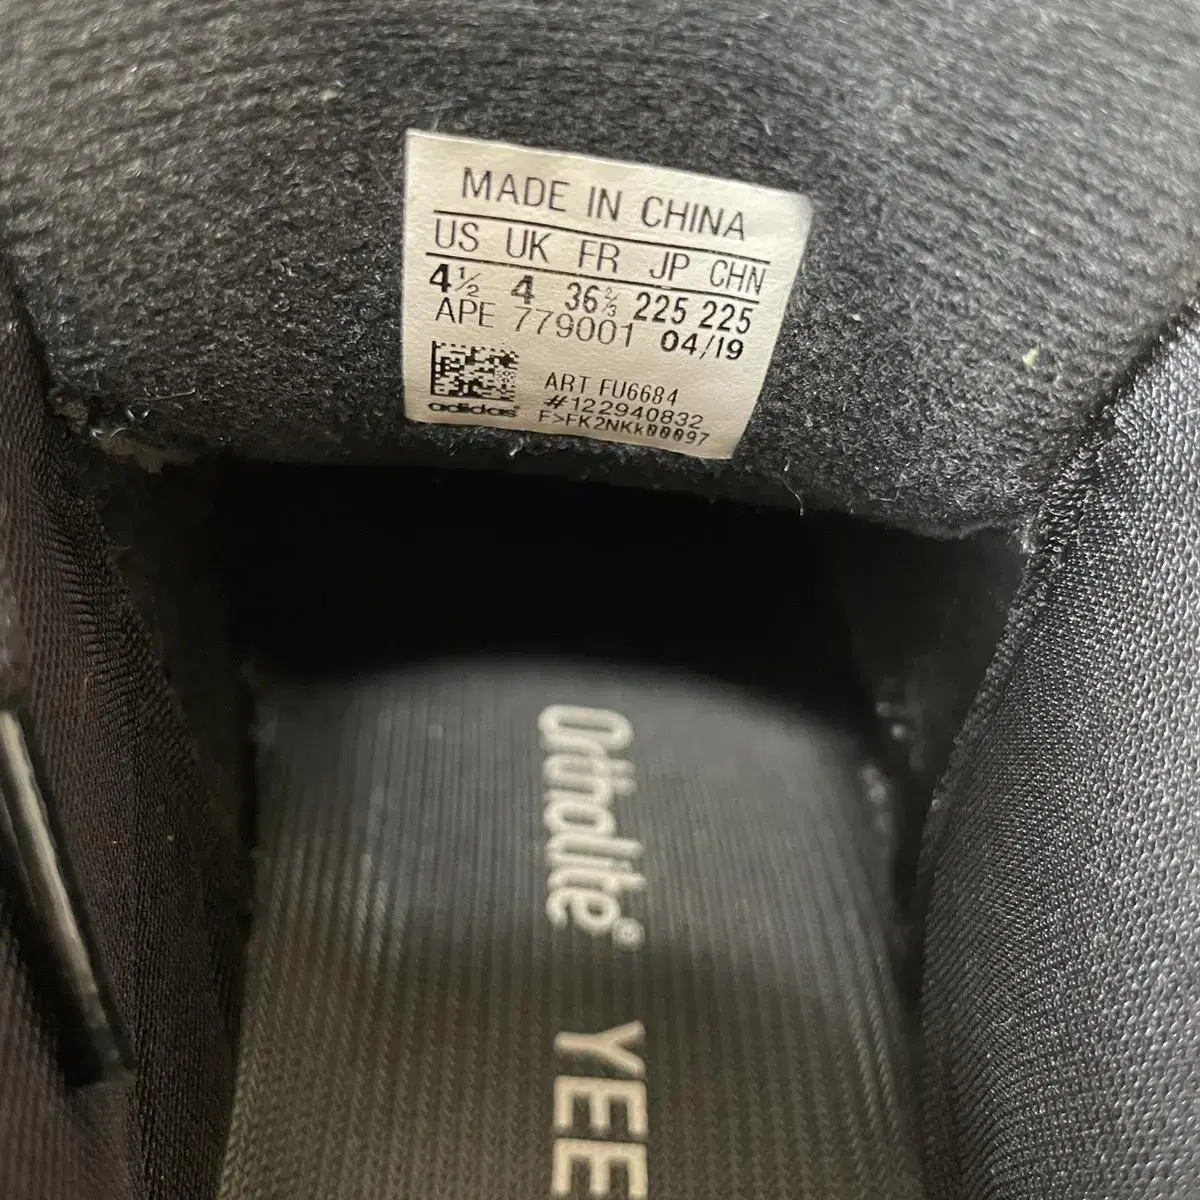 MADE IN CHINA
US UK FR JP CHN
4½ 4 36⅔ 225 225
APE 779001 04/19
ART FU6684
#122940832
F>FK2NKk00097
adidas
Ortholite®
YEE